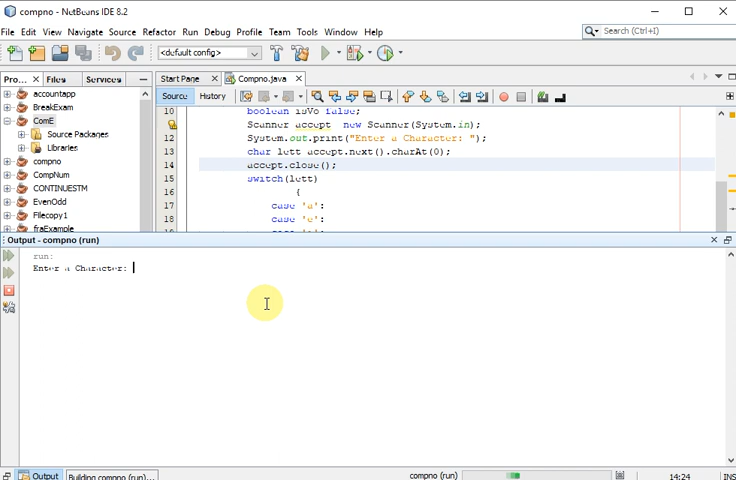 compno - NetBeans IDE 8.2
File Edit View Navigate Source Refactor Run Debug Profile Team Tools Window Help
Search (Ctrl+I)
<default config>
Pro... Files Services
Start Page Compno.java
Source History
accountapp
BreakExam
ComE
Source Packages
Libraries
compno
CompNum
CONTINUESTM
EvenOdd
Filecopy1
fraExample
10 boolean isVo false;
Scanner accept new Scanner(System.in);
12 System.out.print("Enter a Character: ");
13 char lett accept.next().charAt(0);
14 accept.close();
15 switch(lett)
16 {
17 case 'a':
18 case 'e':
Output - compno (run)
run:
Enter a Character:
Output Building compno (run)... compno (run) 14:24 INS